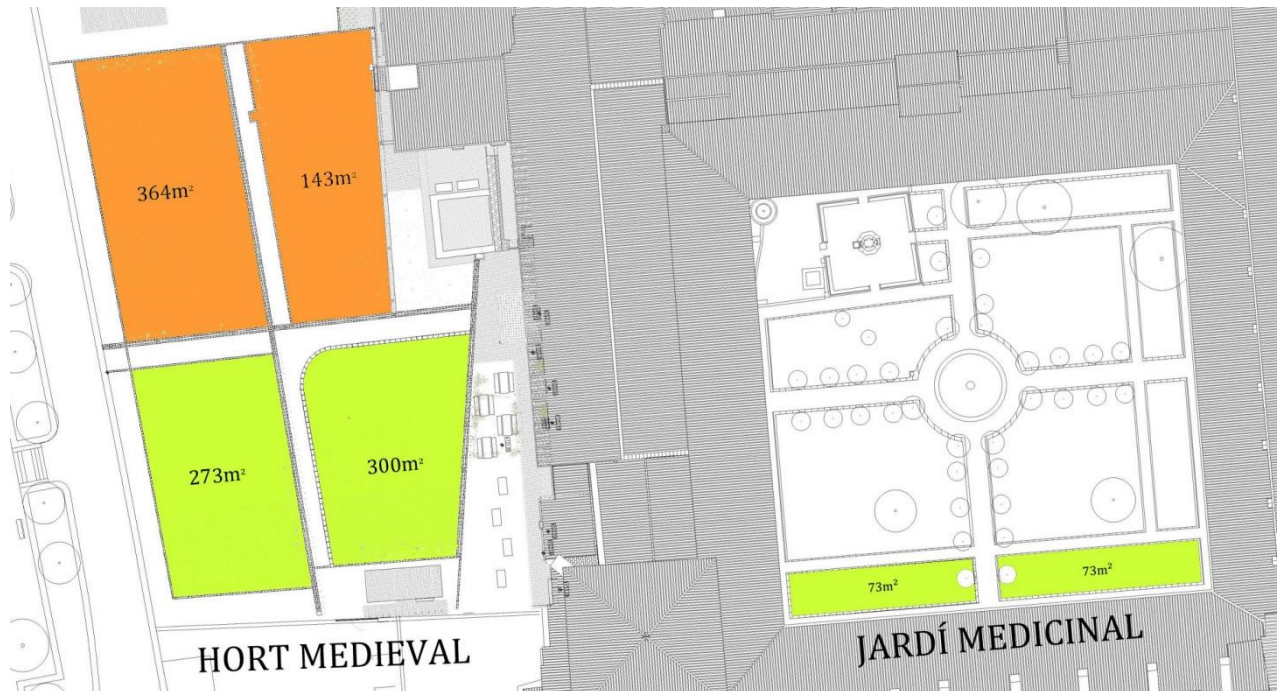 364m²
143m²
273m²
300m²
73m²
73m²
HORT MEDIEVAL
JARDÍ MEDICINAL